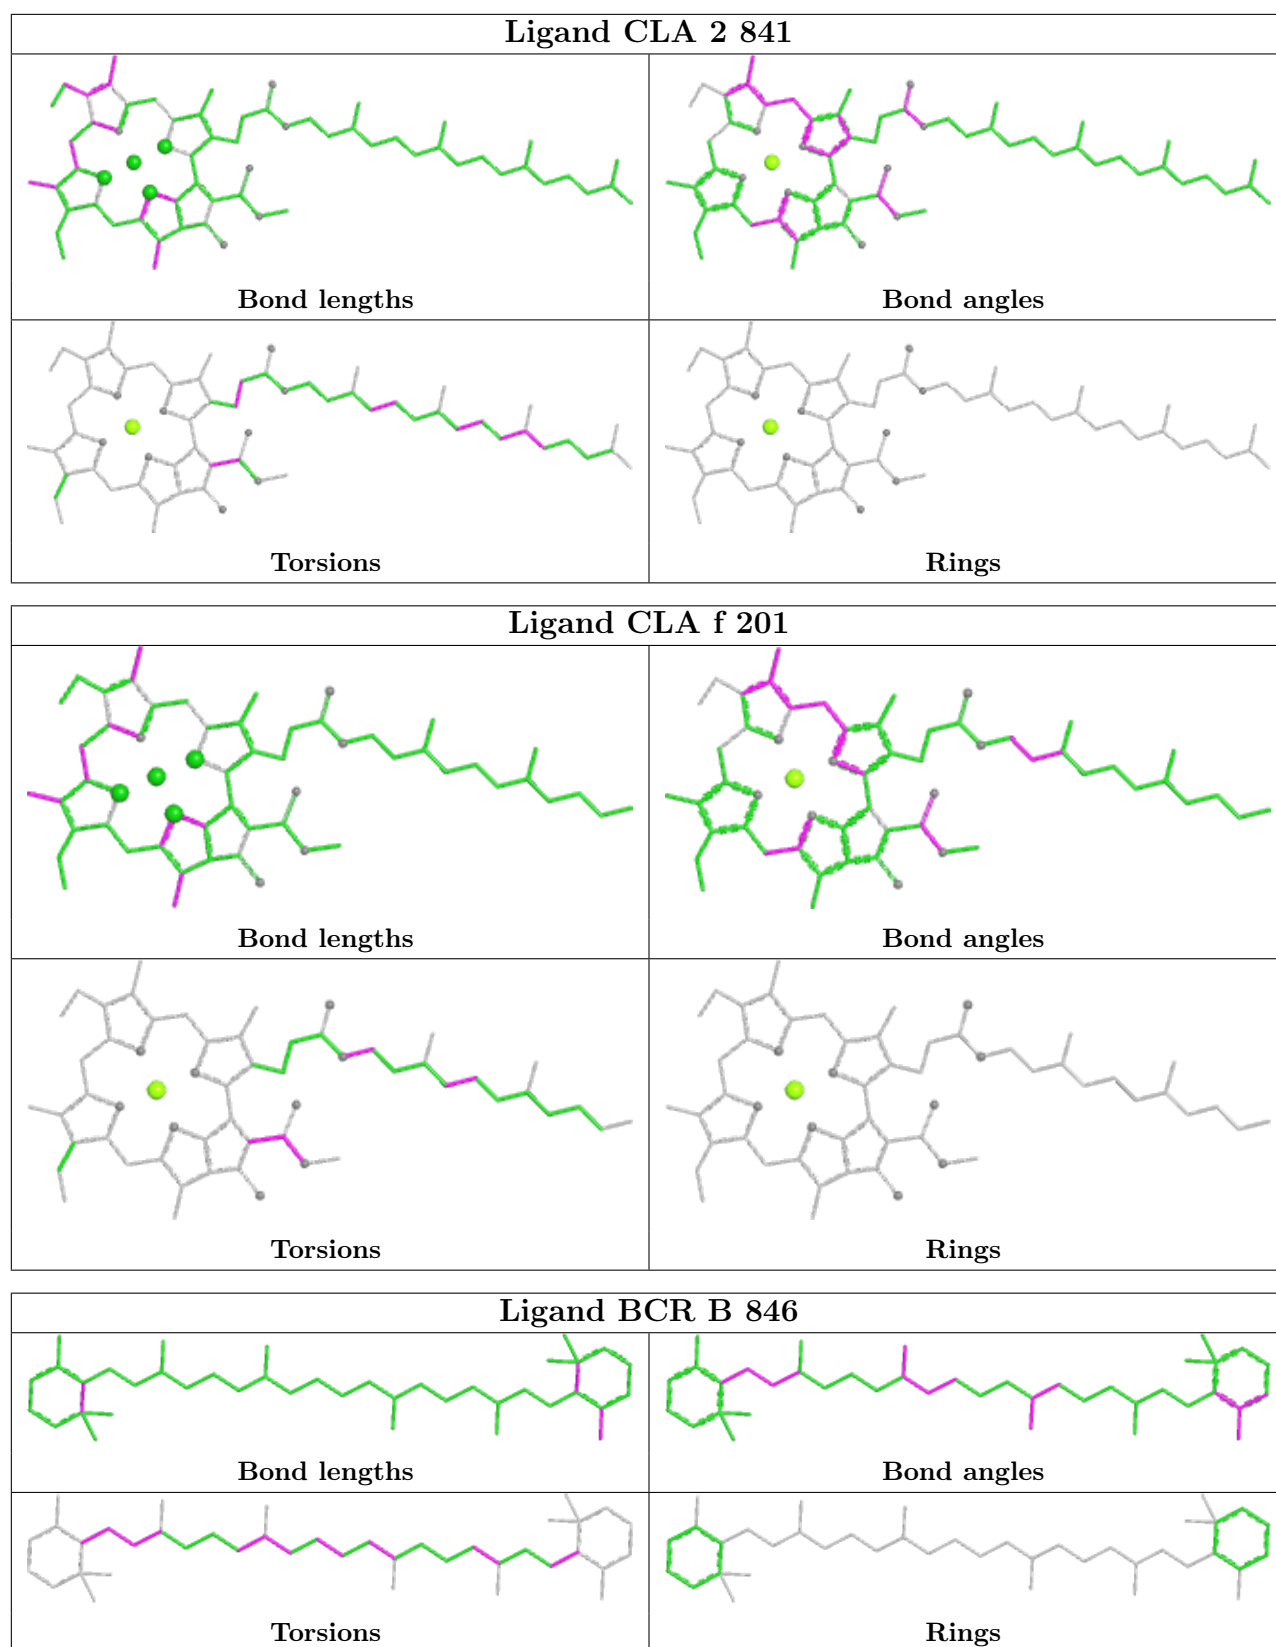 Ligand CLA 2 841
Bond lengths
Bond angles
Torsions
Rings
Ligand CLA f 201
Bond lengths
Bond angles
Torsions
Rings
Ligand BCR B 846
Bond lengths
Bond angles
Torsions
Rings